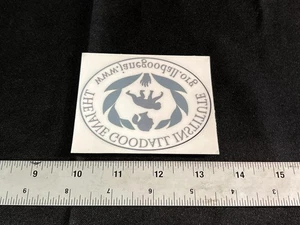 THE JANE GOODALL INSTITUTE
www.janegoodall.org
9 10 11 12 13 14 15